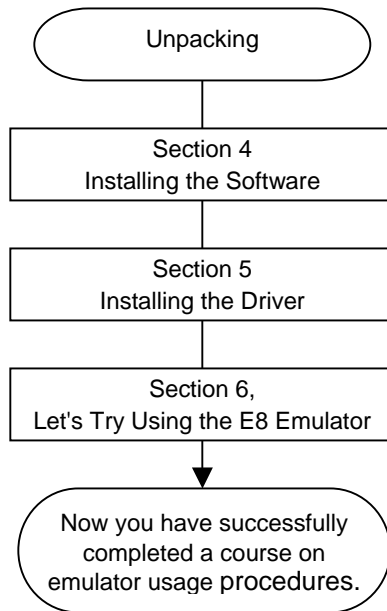 Unpacking
Section 4
Installing the Software
Section 5
Installing the Driver
Section 6,
Let's Try Using the E8 Emulator
Now you have successfully
completed a course on
emulator usage procedures.